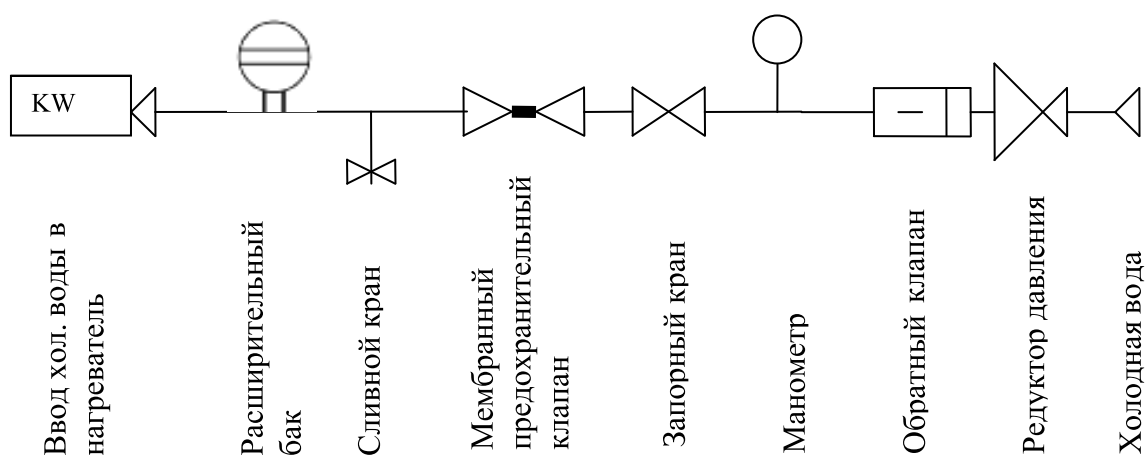 KW
Ввод хол. воды в
нагреватель
Расширительный
бак
Сливной кран
Мембранный
предохранительный
клапан
Запорный кран
Манометр
Обратный клапан
Редуктор давления
Холодная вода